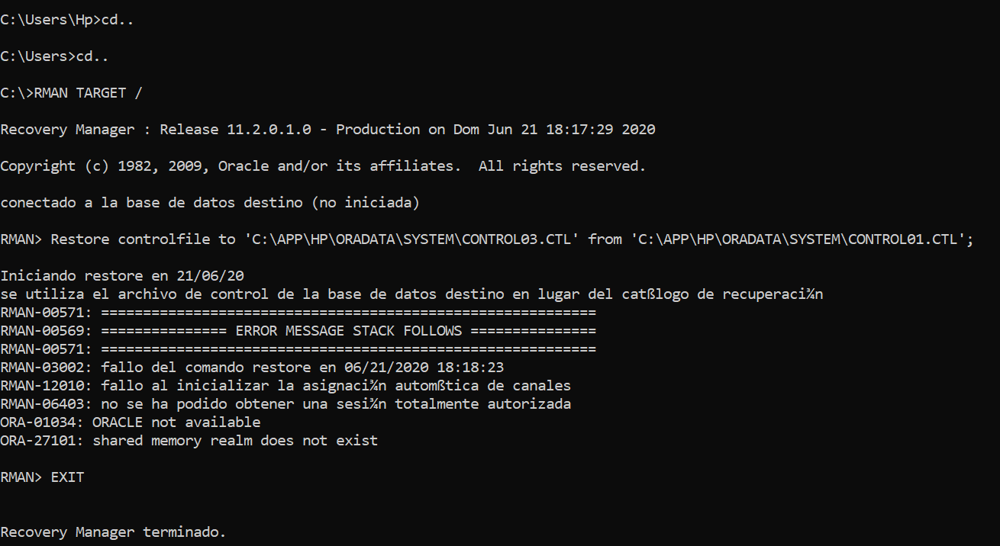 C:\Users\Hp>cd..
C:\Users>cd..
C:\>RMAN TARGET /
Recovery Manager : Release 11.2.0.1.0 - Production on Dom Jun 21 18:17:29 2020
Copyright (c) 1982, 2009, Oracle and/or its affiliates.  All rights reserved.
conectado a la base de datos destino (no iniciada)
RMAN> Restore controlfile to 'C:\APP\HP\ORADATA\SYSTEM\CONTROL03.CTL' from 'C:\APP\HP\ORADATA\SYSTEM\CONTROL01.CTL';
Iniciando restore en 21/06/20
se utiliza el archivo de control de la base de datos destino en lugar del catßlogo de recuperaci¾n
RMAN-00571: ===========================================================
RMAN-00569: =============== ERROR MESSAGE STACK FOLLOWS ===============
RMAN-00571: ===========================================================
RMAN-03002: fallo del comando restore en 06/21/2020 18:18:23
RMAN-12010: fallo al inicializar la asignaci¾n automßtica de canales
RMAN-06403: no se ha podido obtener una sesi¾n totalmente autorizada
ORA-01034: ORACLE not available
ORA-27101: shared memory realm does not exist
RMAN> EXIT
Recovery Manager terminado.